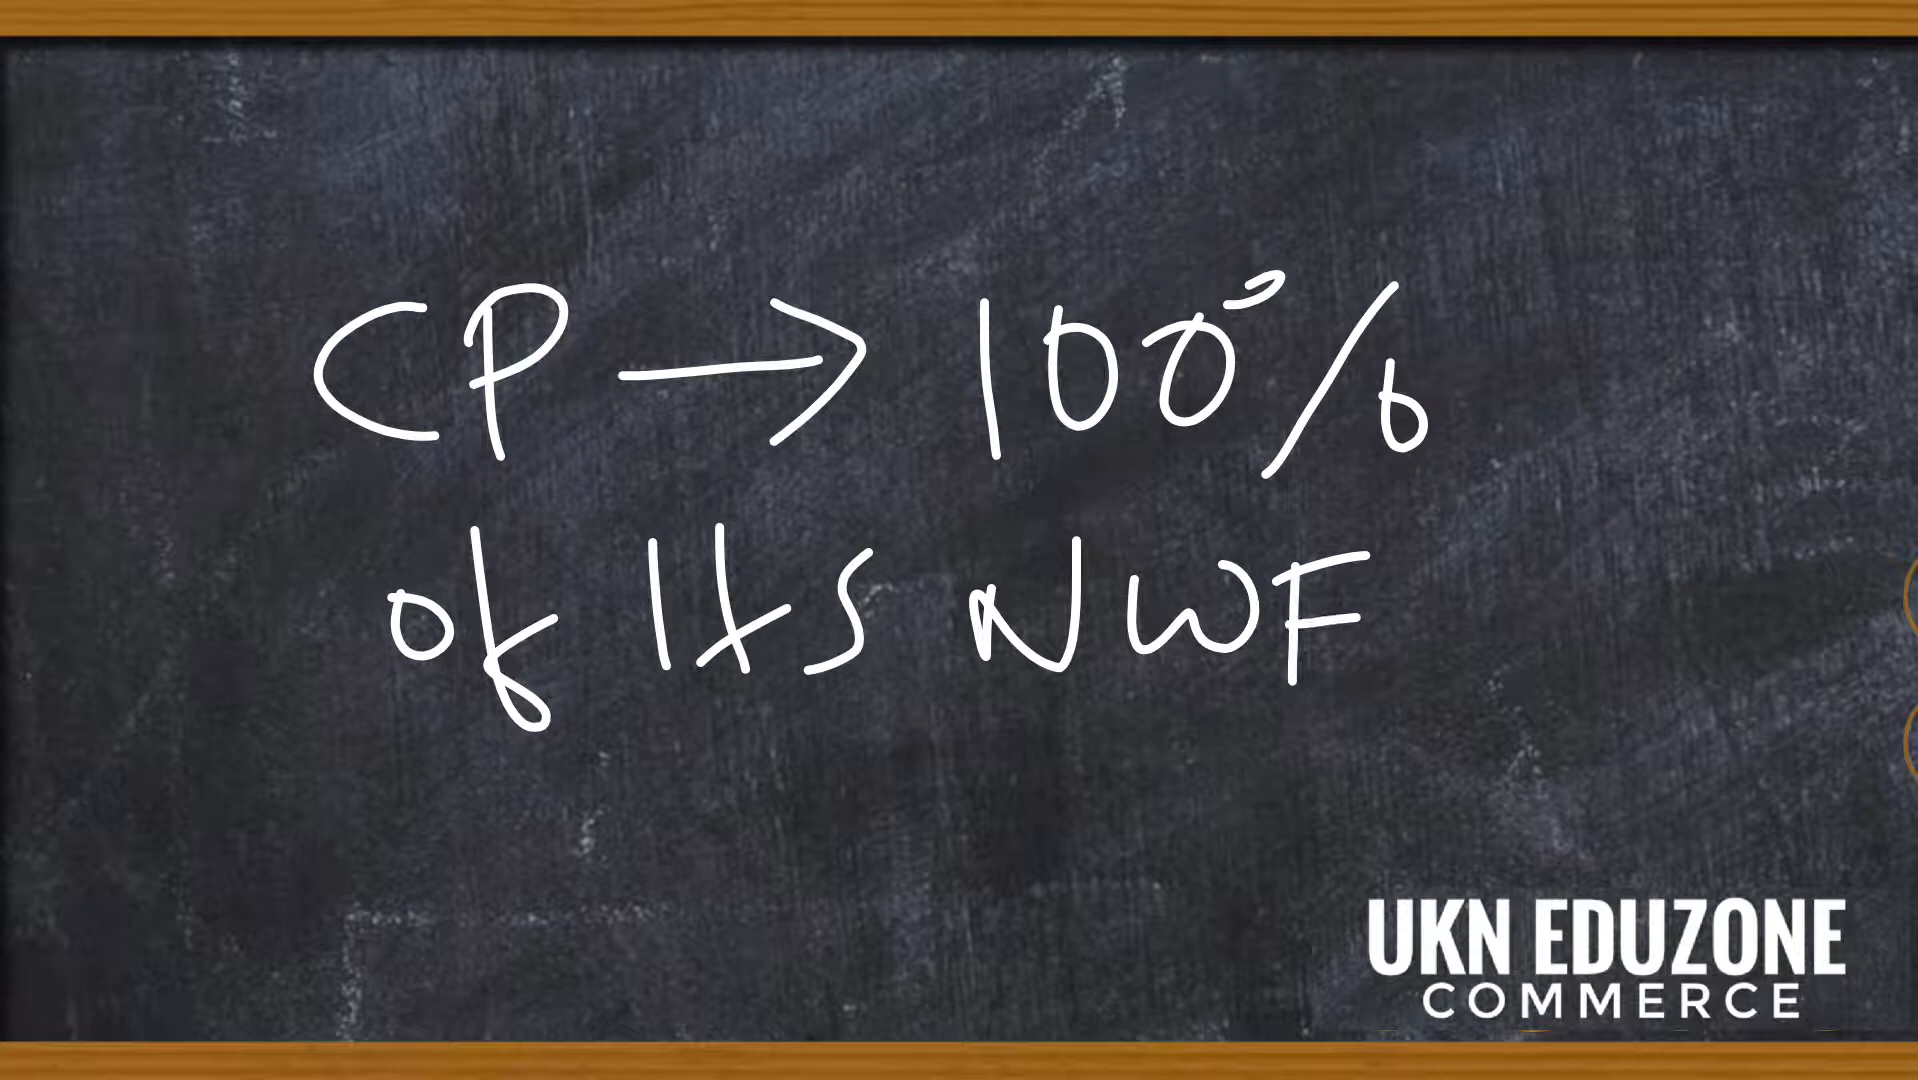 CP → 100%
of Its NWF
UKN EDUZONE
COMMERCE